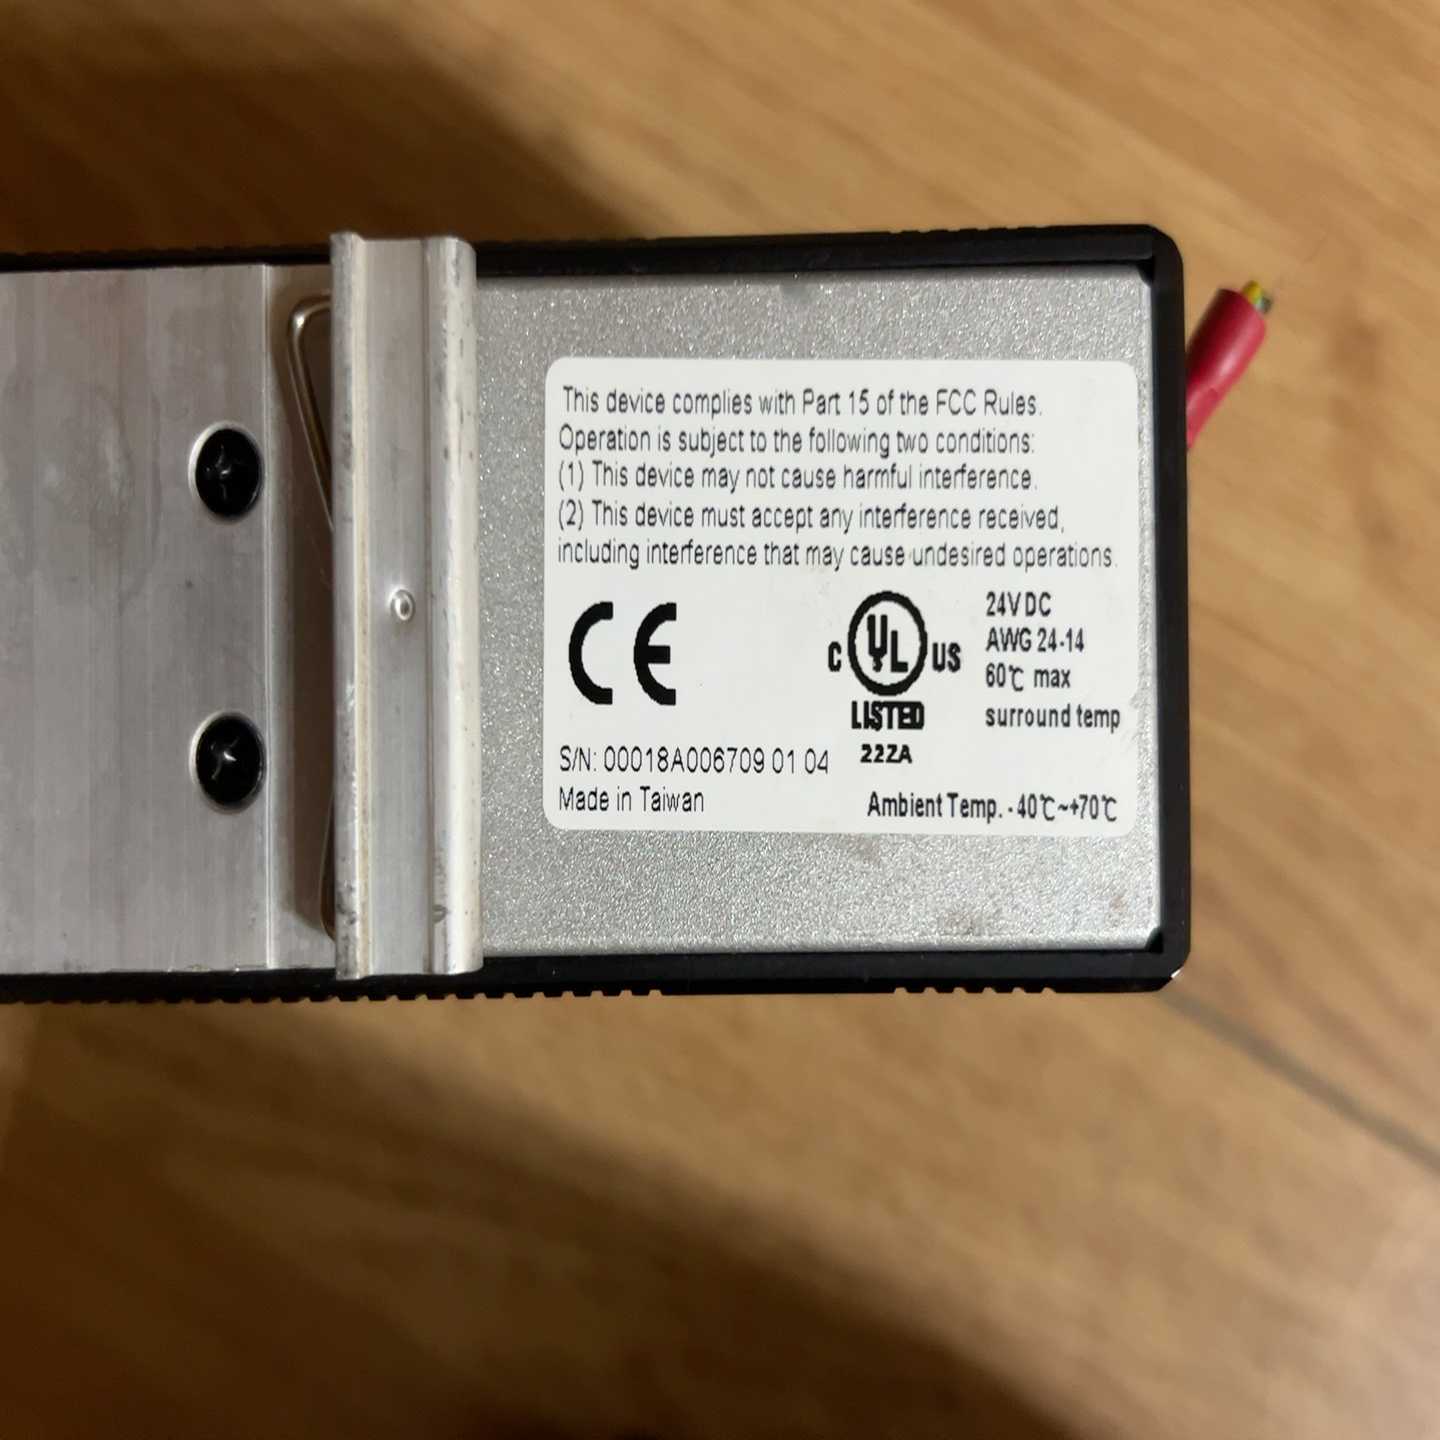 This device complies with Part 15 of the FCC Rules.
Operation is subject to the following two conditions:
(1) This device may not cause harmful interference.
(2) This device must accept any interference received,
including interference that may cause undesired operations.
CE
C UL US
LISTED
22ZA
24V DC
AWG 24-14
60℃ max
surround temp
S/N: 00018A006709 01 04
Made in Taiwan
Ambient Temp. - 40℃~+70℃